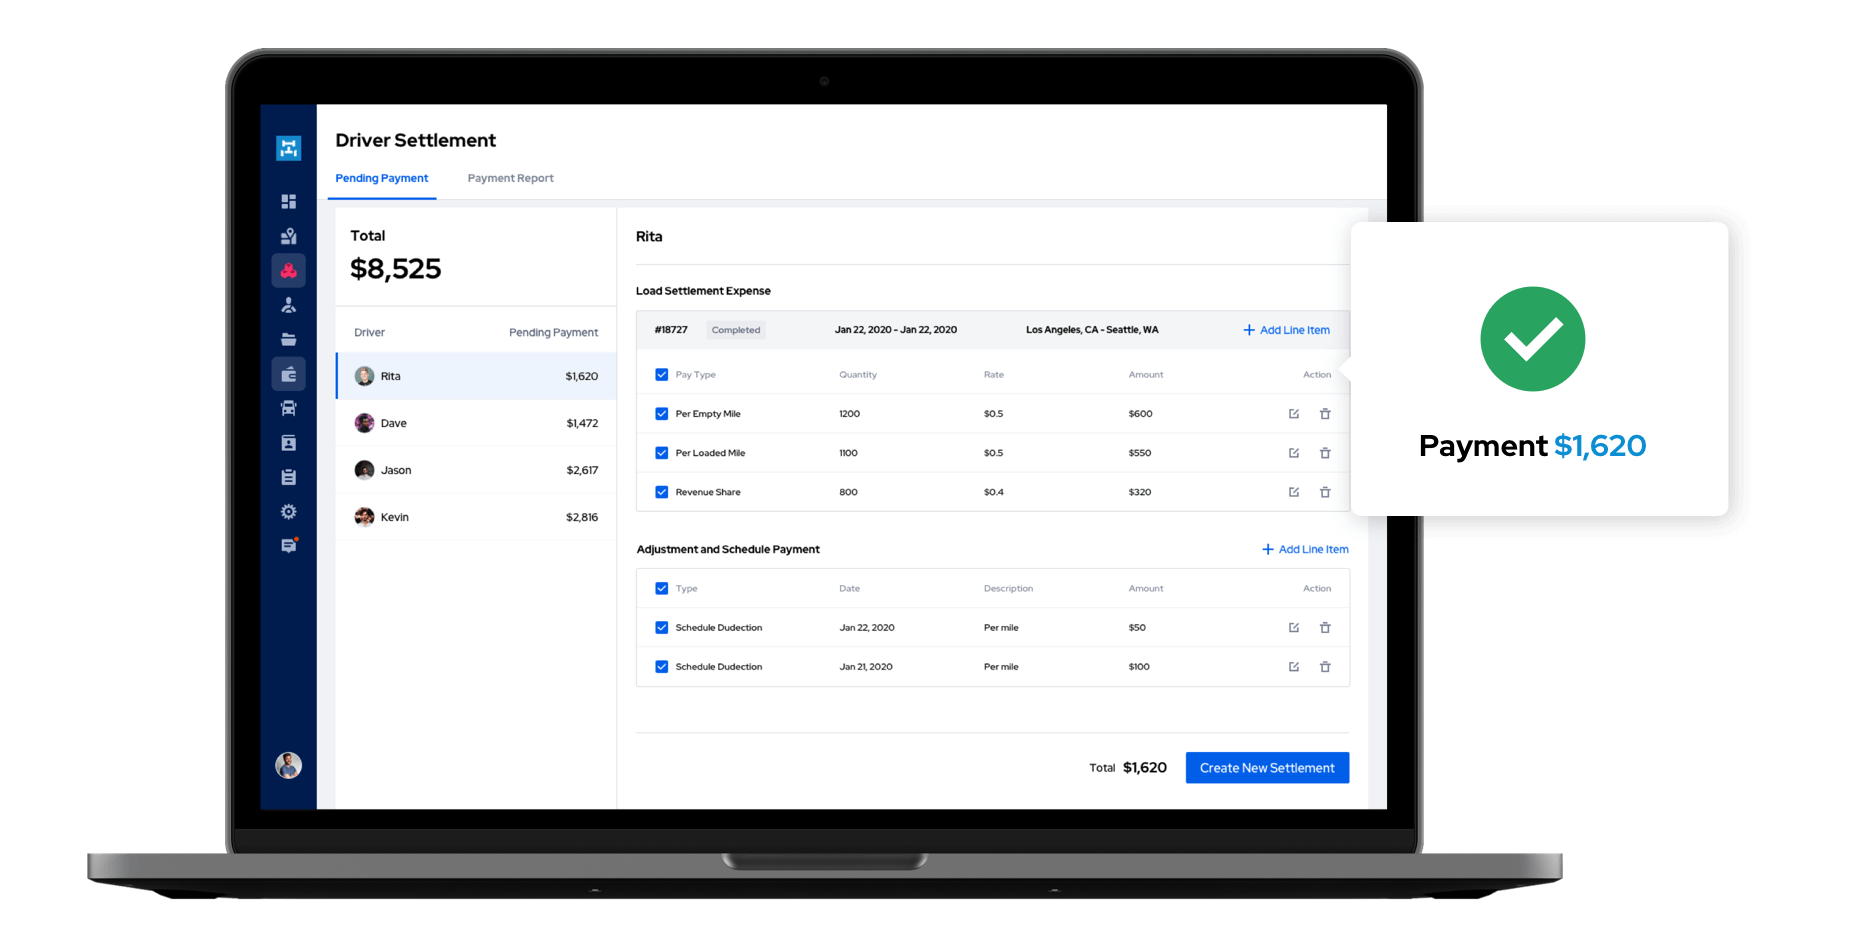 Driver Settlement
Pending Payment Payment Report
Total
$8,525
Driver Pending Payment
Rita $1,620
Dave $1,472
Jason $2,617
Kevin $2,816
Rita
Load Settlement Expense
#18727 Completed Jan 22, 2020 - Jan 22, 2020 Los Angeles, CA - Seattle, WA + Add Line Item
Pay Type Quantity Rate Amount Action
Per Empty Mile 1200 $0.5 $600
Per Loaded Mile 1100 $0.5 $550
Revenue Share 800 $0.4 $320
Adjustment and Schedule Payment + Add Line Item
Type Date Description Amount Action
Schedule Dudection Jan 22, 2020 Per mile $50
Schedule Dudection Jan 21, 2020 Per mile $100
Total $1,620 Create New Settlement
Payment $1,620